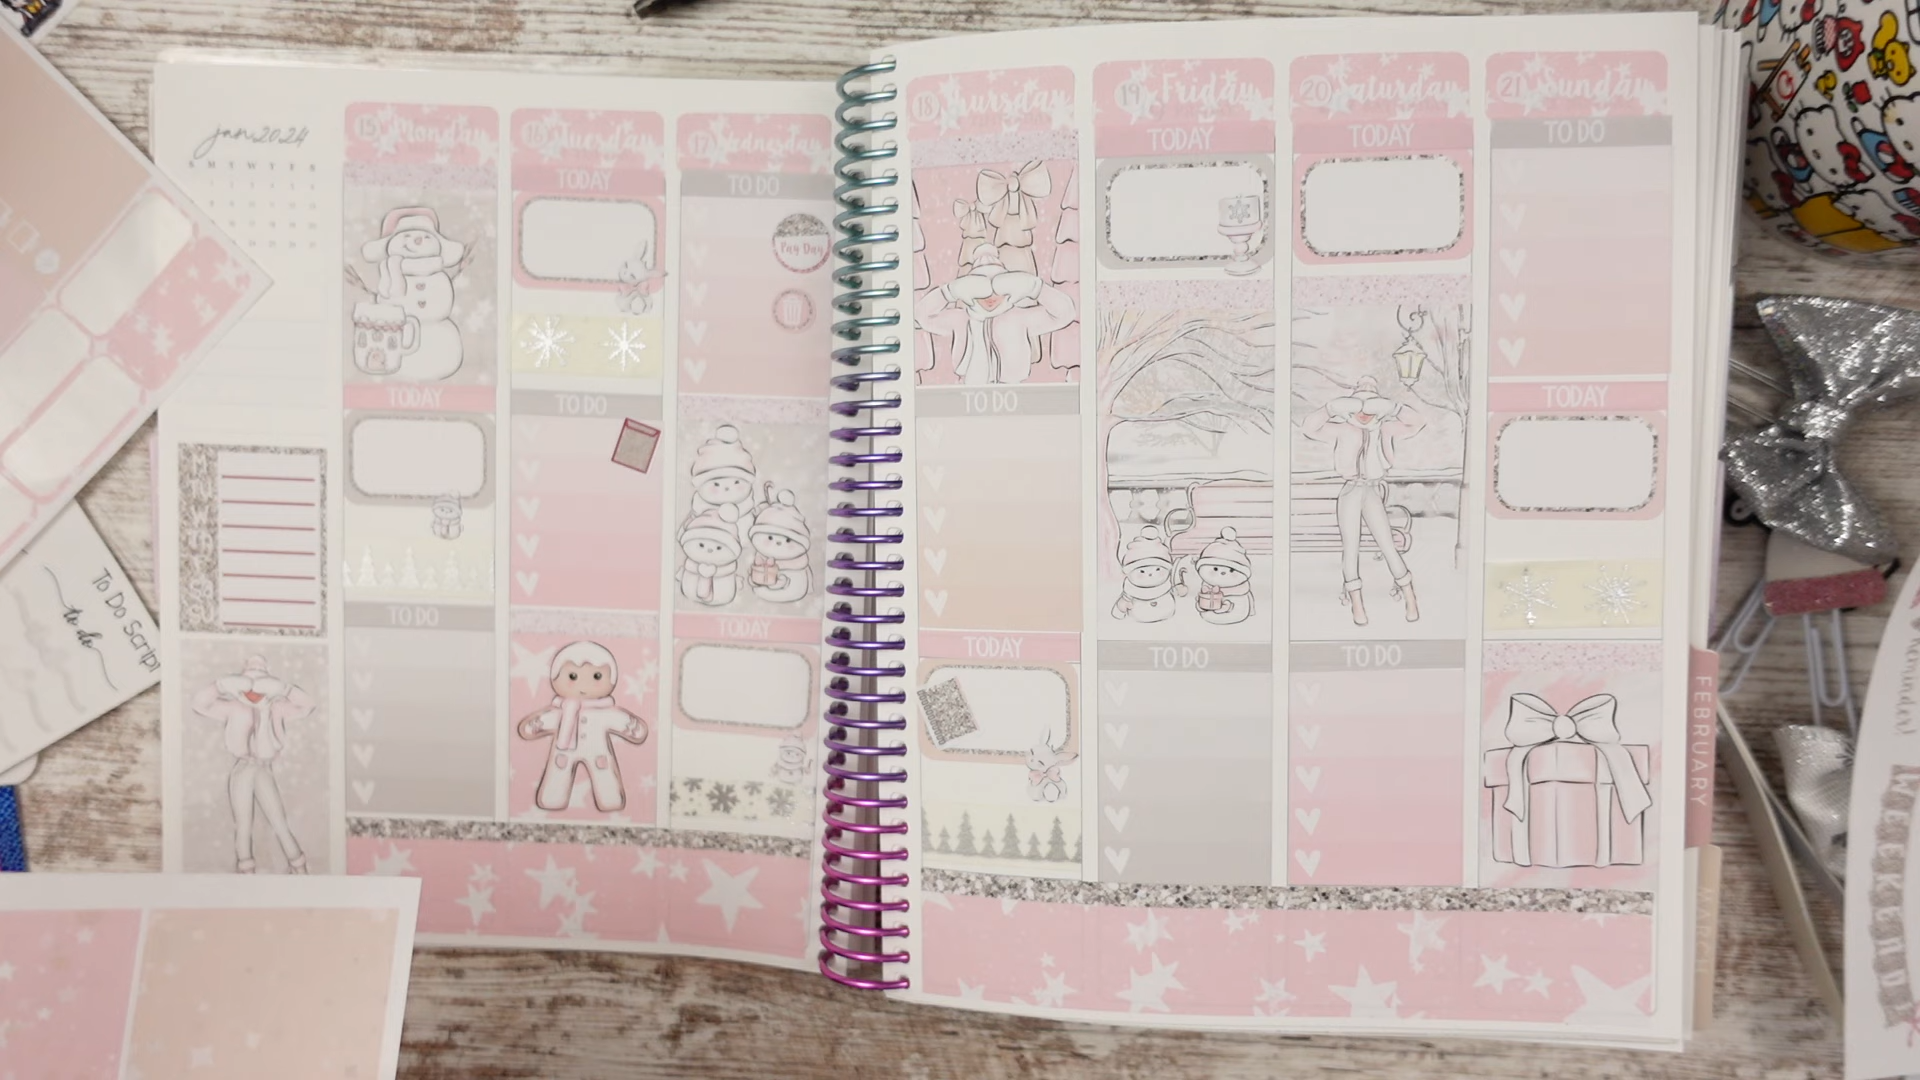 jan 2024
S M T W T F S
15 Monday
TODAY
TO DO
16 Tuesday
TODAY
TO DO
17 Wednesday
TO DO
Pay Day
TODAY
18 Thursday
TO DO
TODAY
19 Friday
TODAY
TO DO
20 Saturday
TODAY
TO DO
21 Sunday
TO DO
TODAY
FEBRUARY
To Do Script
to do
Reminder!
WEEKEND